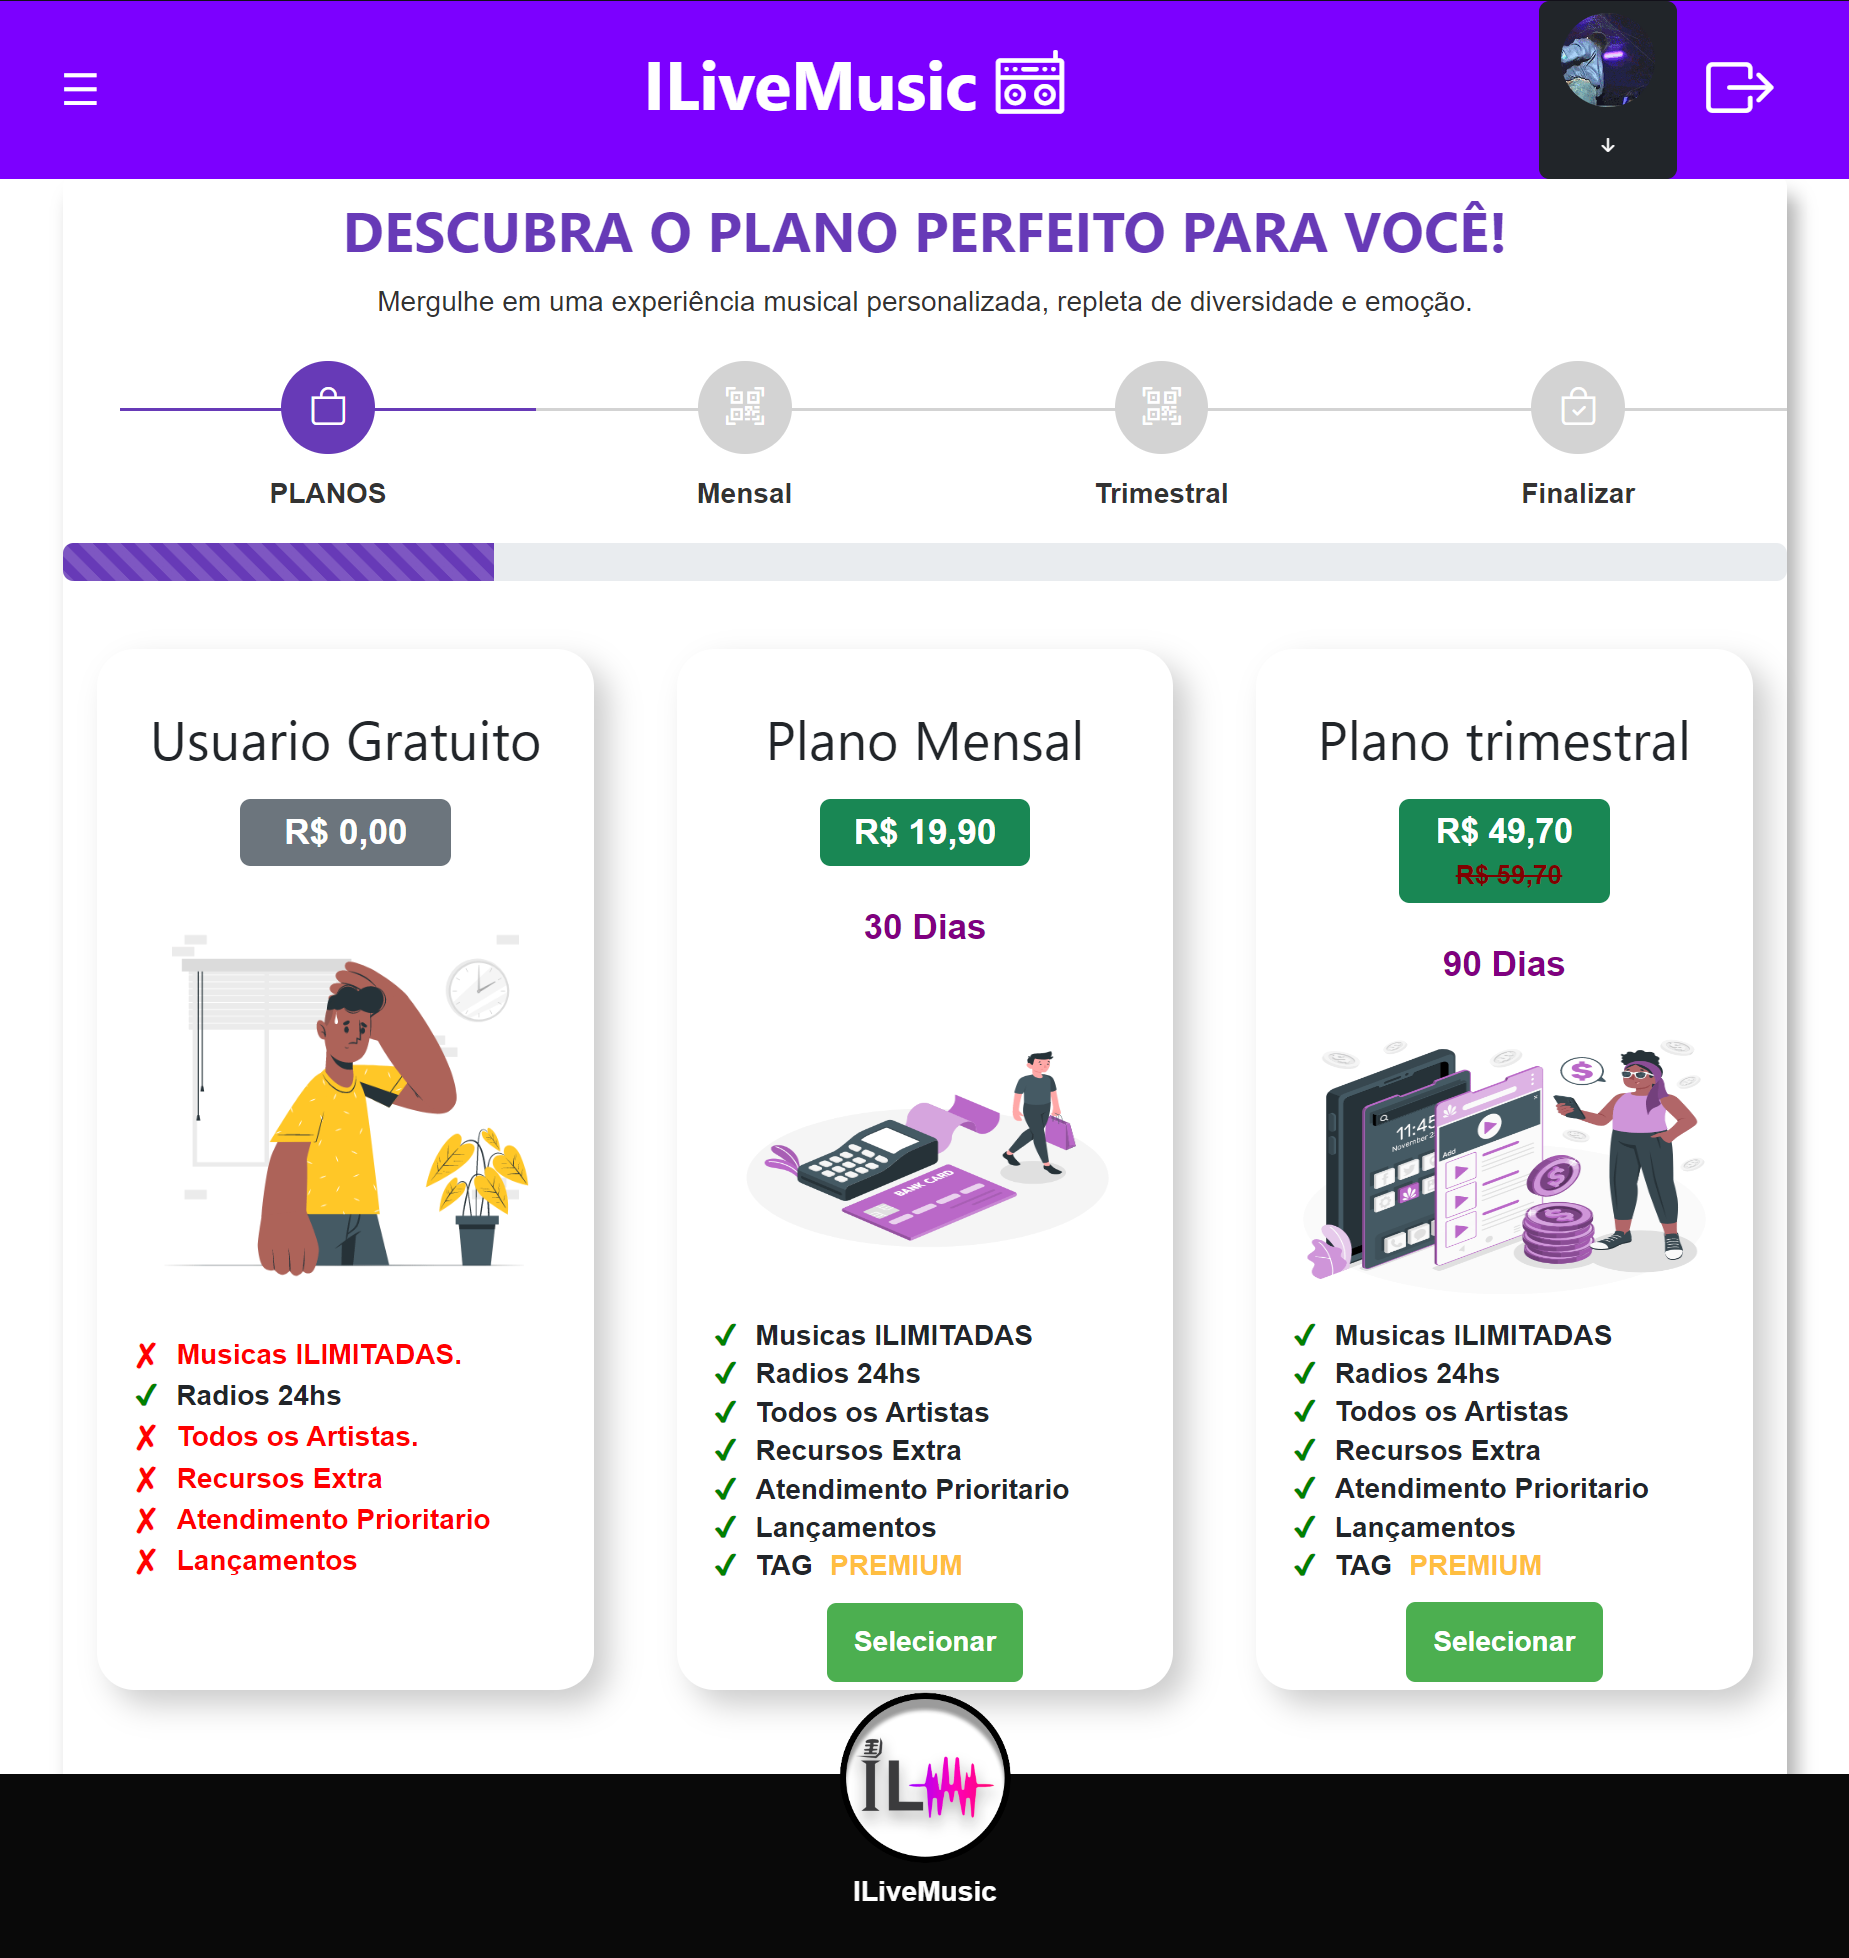 ILiveMusic
DESCUBRA O PLANO PERFEITO PARA VOCÊ!
Mergulhe em uma experiência musical personalizada, repleta de diversidade e emoção.
PLANOS
Mensal
Trimestral
Finalizar
Usuario Gratuito
R$ 0,00
✗ Musicas ILIMITADAS.
✓ Radios 24hs
✗ Todos os Artistas.
✗ Recursos Extra
✗ Atendimento Prioritario
✗ Lançamentos
Plano Mensal
R$ 19,90
30 Dias
BANK CARD
✓ Musicas ILIMITADAS
✓ Radios 24hs
✓ Todos os Artistas
✓ Recursos Extra
✓ Atendimento Prioritario
✓ Lançamentos
✓ TAG PREMIUM
Selecionar
Plano trimestral
R$ 49,70
R$ 59,70
90 Dias
$
11:45
November 2
Add
✓ Musicas ILIMITADAS
✓ Radios 24hs
✓ Todos os Artistas
✓ Recursos Extra
✓ Atendimento Prioritario
✓ Lançamentos
✓ TAG PREMIUM
Selecionar
IL
ILiveMusic